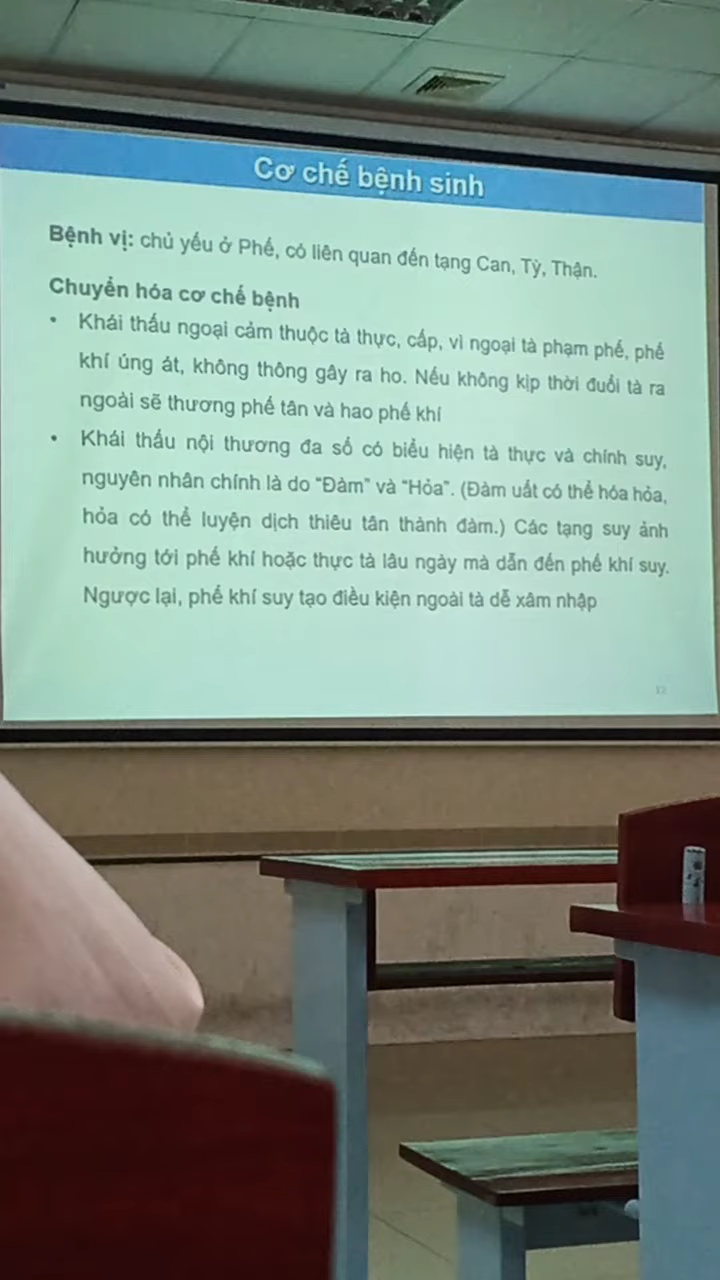 Cơ chế bệnh sinh
Bệnh vị: chủ yếu ở Phế, có liên quan đến tạng Can, Tỳ, Thận.
Chuyển hóa cơ chế bệnh
• Khái thấu ngoại cảm thuộc tà thực, cấp, vì ngoại tà phạm phế, phế
khí úng át, không thông gây ra ho. Nếu không kịp thời đuổi tà ra
ngoài sẽ thương phế tân và hao phế khí
• Khái thấu nội thương đa số có biểu hiện tà thực và chính suy,
nguyên nhân chính là do "Đàm" và "Hỏa". (Đàm uất có thể hóa hỏa,
hỏa có thể luyện dịch thiêu tân thành đàm.) Các tạng suy ảnh
hưởng tới phế khí hoặc thực tà lâu ngày mà dẫn đến phế khí suy.
Ngược lại, phế khí suy tạo điều kiện ngoài tà dễ xâm nhập